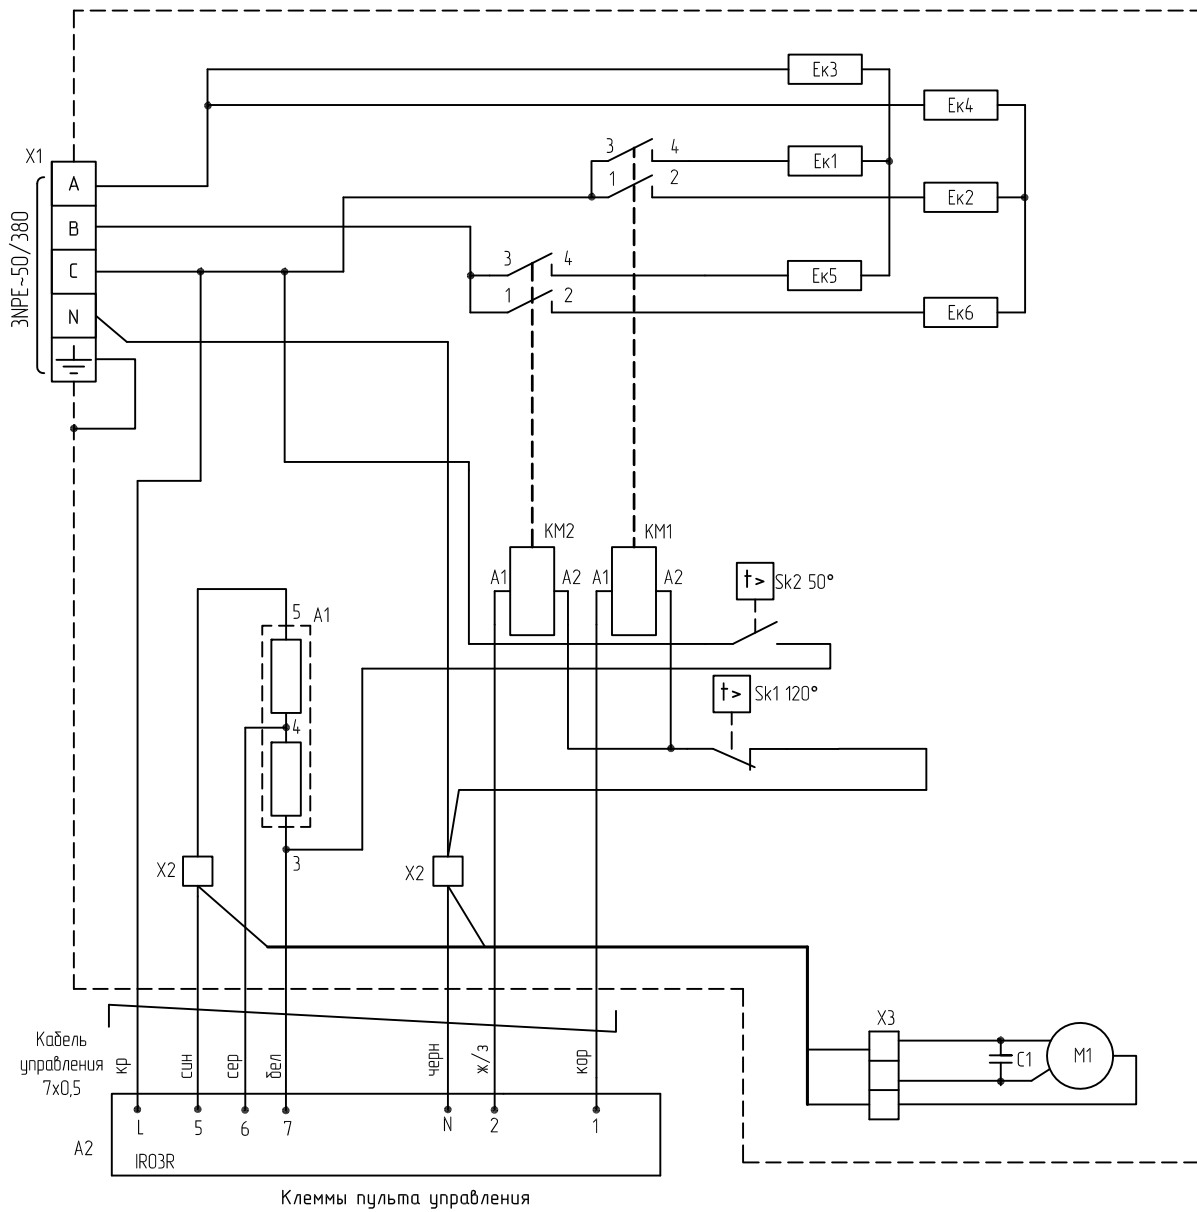 Ек3
Ек4
X1
3
4
Ек1
A
1
2
Ек2
B
3NPE~50/380
3
4
C
Ек5
1
2
Ек6
N
KM2
KM1
A1
A2
A1
A2
t>
Sk2 50°
5
A1
t>
Sk1 120°
4
3
X2
X2
X3
Кабель
управления
7х0,5
кр
син
сер
бел
черн
ж/з
кор
C1
M1
L
5
6
7
N
2
1
A2
IR03R
Клеммы пульта управления